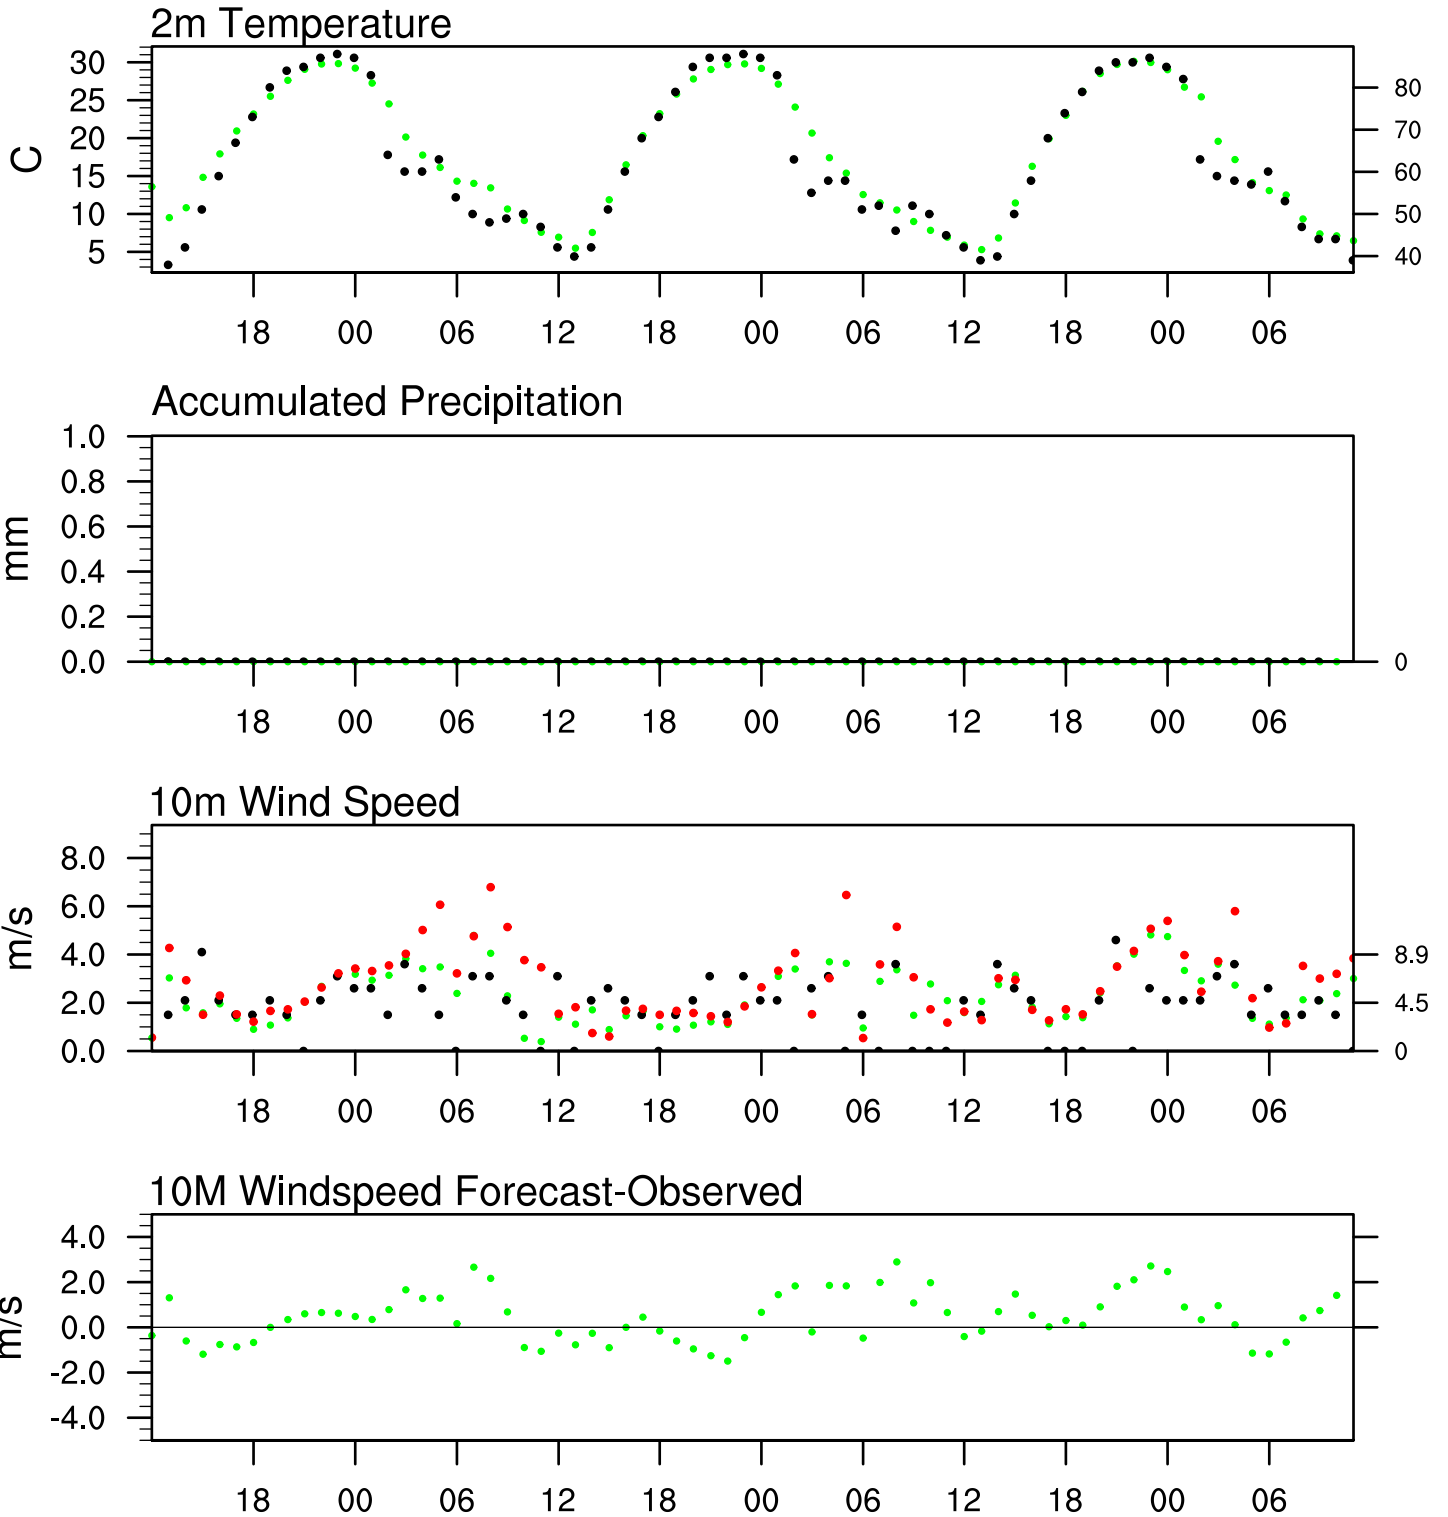 2m Temperature
30
25
20
15
10
5
C
80
70
60
50
40
18 00 06 12 18 00 06 12 18 00 06
Accumulated Precipitation
1.0
0.8
0.6
0.4
0.2
0.0
mm
0
18 00 06 12 18 00 06 12 18 00 06
10m Wind Speed
8.0
6.0
4.0
2.0
0.0
m/s
8.9
4.5
0
18 00 06 12 18 00 06 12 18 00 06
10M Windspeed Forecast-Observed
4.0
2.0
0.0
-2.0
-4.0
m/s
18 00 06 12 18 00 06 12 18 00 06